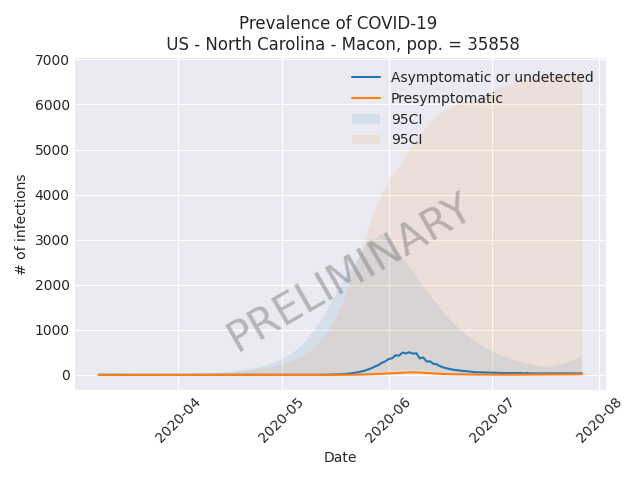 Prevalence of COVID-19
US - North Carolina - Macon, pop. = 35858
7000
6000
5000
4000
3000
2000
1000
0
# of infections
Asymptomatic or undetected
Presymptomatic
95CI
95CI
PRELIMINARY
2020-04
2020-05
2020-06
2020-07
2020-08
Date